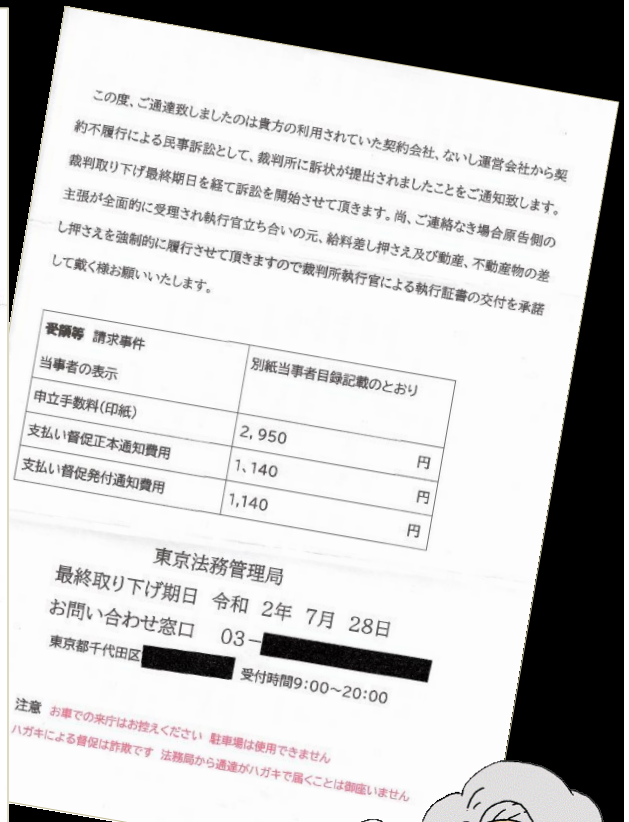 この度、ご通達致しましたのは貴方の利用されていた契約会社、ないし運営会社から契
約不履行による民事訴訟として、裁判所に訴状が提出されましたことをご通知致します。
裁判取り下げ最終期日を経て訴訟を開始させて頂きます。尚、ご連絡なき場合原告側の
主張が全面的に受理され執行官立ち合いの元、給料差し押さえ及び動産、不動産物の差
し押さえを強制的に履行させて頂きますので裁判所執行官による執行証書の交付を承諾
して戴く様お願いいたします。
受領等 請求事件
当事者の表示
別紙当事者目録記載のとおり
申立手数料(印紙)
2,950 円
支払い督促正本通知費用
1、140 円
支払い督促発付通知費用
1,140 円
東京法務管理局
最終取り下げ期日 令和 2年 7月 28日
お問い合わせ窓口 03-
東京都千代田区 受付時間9:00~20:00
注意 お車での来庁はお控えください 駐車場は使用できません
ハガキによる督促は詐欺です 法務局から通達がハガキで届くことは御座いません